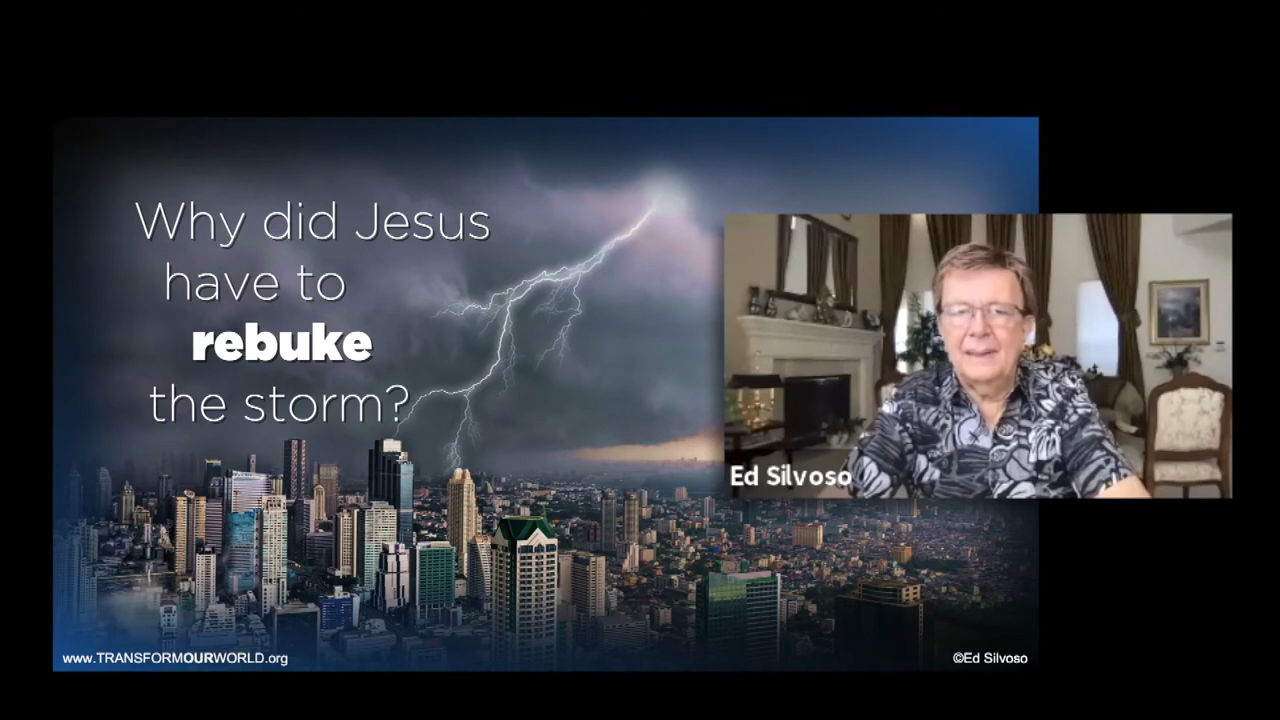 Why did Jesus
have to
rebuke
the storm?
Ed Silvoso
www.TRANSFORMOURWORLD.org
©Ed Silvoso